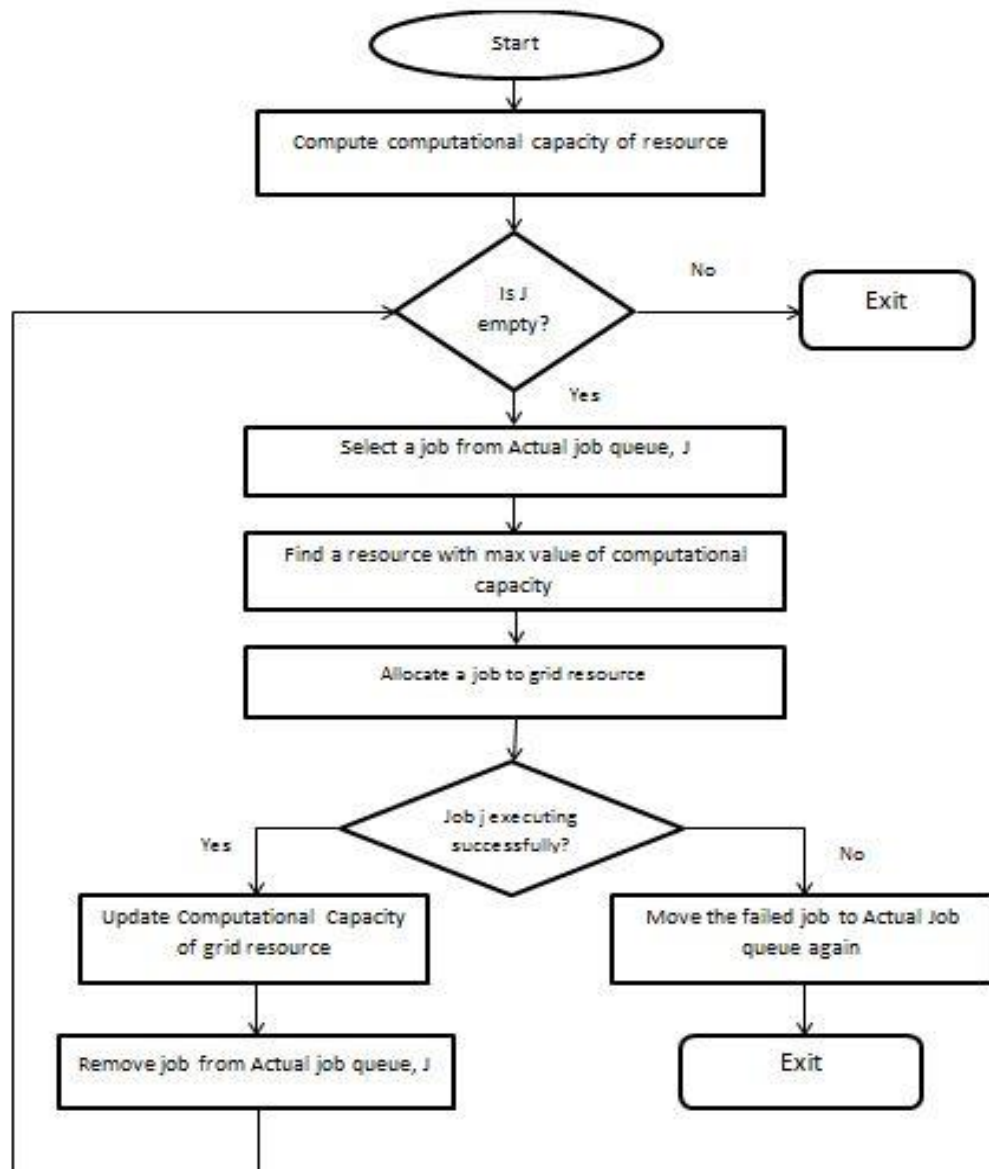 Start
Compute computational capacity of resource
No
Is J
empty?
Exit
Yes
Select a job from Actual job queue, J
Find a resource with max value of computational
capacity
Allocate a job to grid resource
Job j executing
successfully?
Yes
No
Update Computational Capacity
of grid resource
Move the failed job to Actual Job
queue again
Remove job from Actual job queue, J
Exit